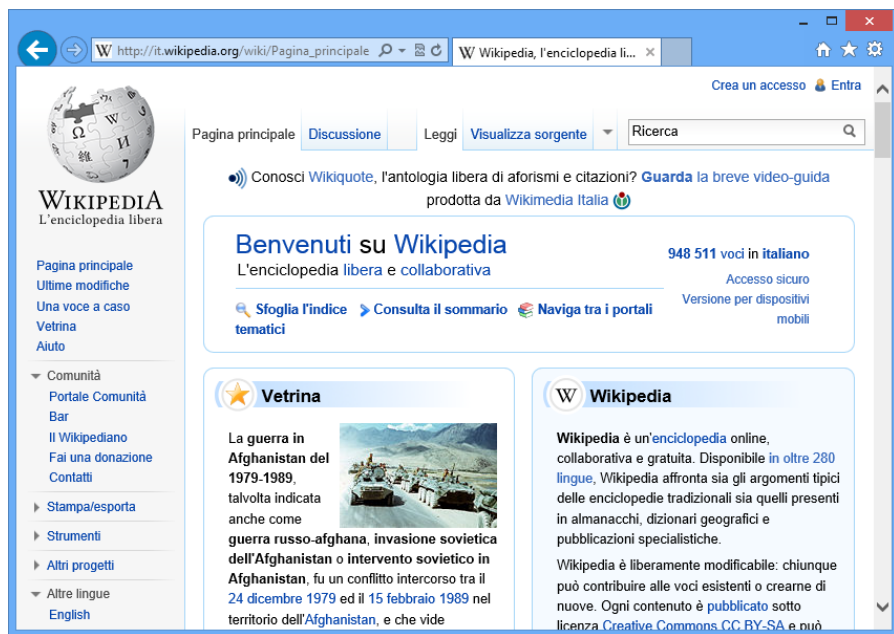 http://it.wikipedia.org/wiki/Pagina_principale
Wikipedia, l'enciclopedia li...
Crea un accesso Entra
Pagina principale Discussione Leggi Visualizza sorgente Ricerca
WIKIPEDIA
L'enciclopedia libera
Pagina principale
Ultime modifiche
Una voce a caso
Vetrina
Aiuto
Comunità
Portale Comunità
Bar
Il Wikipediano
Fai una donazione
Contatti
Stampa/esporta
Strumenti
Altri progetti
Altre lingue
English
Conosci Wikiquote, l'antologia libera di aforismi e citazioni? Guarda la breve video-guida
prodotta da Wikimedia Italia
Benvenuti su Wikipedia
L'enciclopedia libera e collaborativa
948 511 voci in italiano
Accesso sicuro
Versione per dispositivi
mobili
Sfoglia l'indice Consulta il sommario Naviga tra i portali
tematici
Vetrina
La guerra in
Afghanistan del
1979-1989,
talvolta indicata
anche come
guerra russo-afghana, invasione sovietica
dell'Afghanistan o intervento sovietico in
Afghanistan, fu un conflitto intercorso tra il
24 dicembre 1979 ed il 15 febbraio 1989 nel
territorio dell'Afghanistan, e che vide
W Wikipedia
Wikipedia è un'enciclopedia online,
collaborativa e gratuita. Disponibile in oltre 280
lingue, Wikipedia affronta sia gli argomenti tipici
delle enciclopedie tradizionali sia quelli presenti
in almanacchi, dizionari geografici e
pubblicazioni specialistiche.
Wikipedia è liberamente modificabile: chiunque
può contribuire alle voci esistenti o crearne di
nuove. Ogni contenuto è pubblicato sotto
licenza Creative Commons CC BY-SA e può